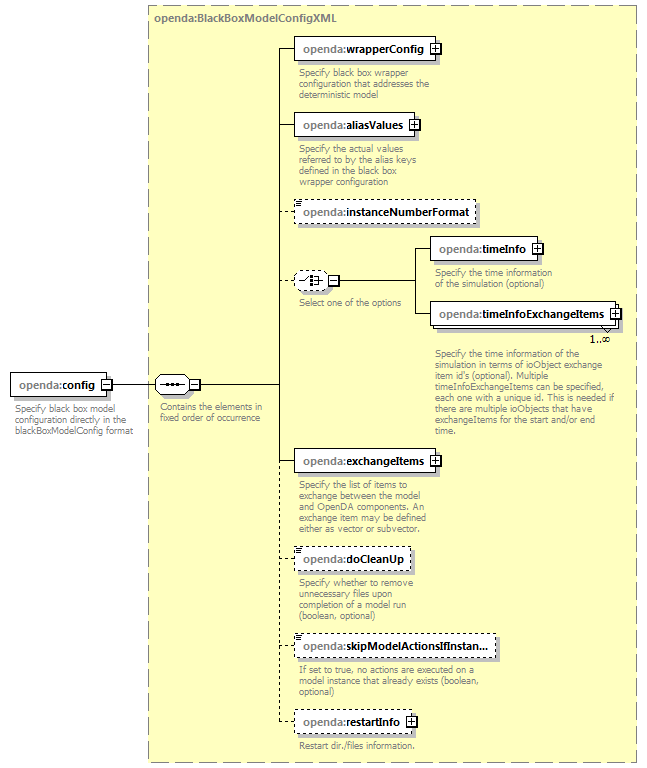 openda:BlackBoxModelConfigXML
openda:wrapperConfig
Specify black box wrapper
configuration that addresses the
deterministic model
openda:aliasValues
Specify the actual values
referred to by the alias keys
defined in the black box
wrapper configuration
openda:instanceNumberFormat
openda:timeInfo
Specify the time information
of the simulation (optional)
Select one of the options
openda:timeInfoExchangeItems
1..∞
Specify the time information of the
simulation in terms of ioObject exchange
item id's (optional). Multiple
timeInfoExchangeItems can be specified,
each one with a unique id. This is needed if
there are multiple ioObjects that have
exchangeItems for the start and/or end
time.
openda:config
Specify black box model
configuration directly in the
blackBoxModelConfig format
Contains the elements in
fixed order of occurrence
openda:exchangeItems
Specify the list of items to
exchange between the model
and OpenDA components. An
exchange item may be defined
either as vector or subvector.
openda:doCleanUp
Specify whether to remove
unnecessary files upon
completion of a model run
(boolean, optional)
openda:skipModelActionsIfInstan...
If set to true, no actions are executed on a
model instance that already exists (boolean,
optional)
openda:restartInfo
Restart dir./files information.